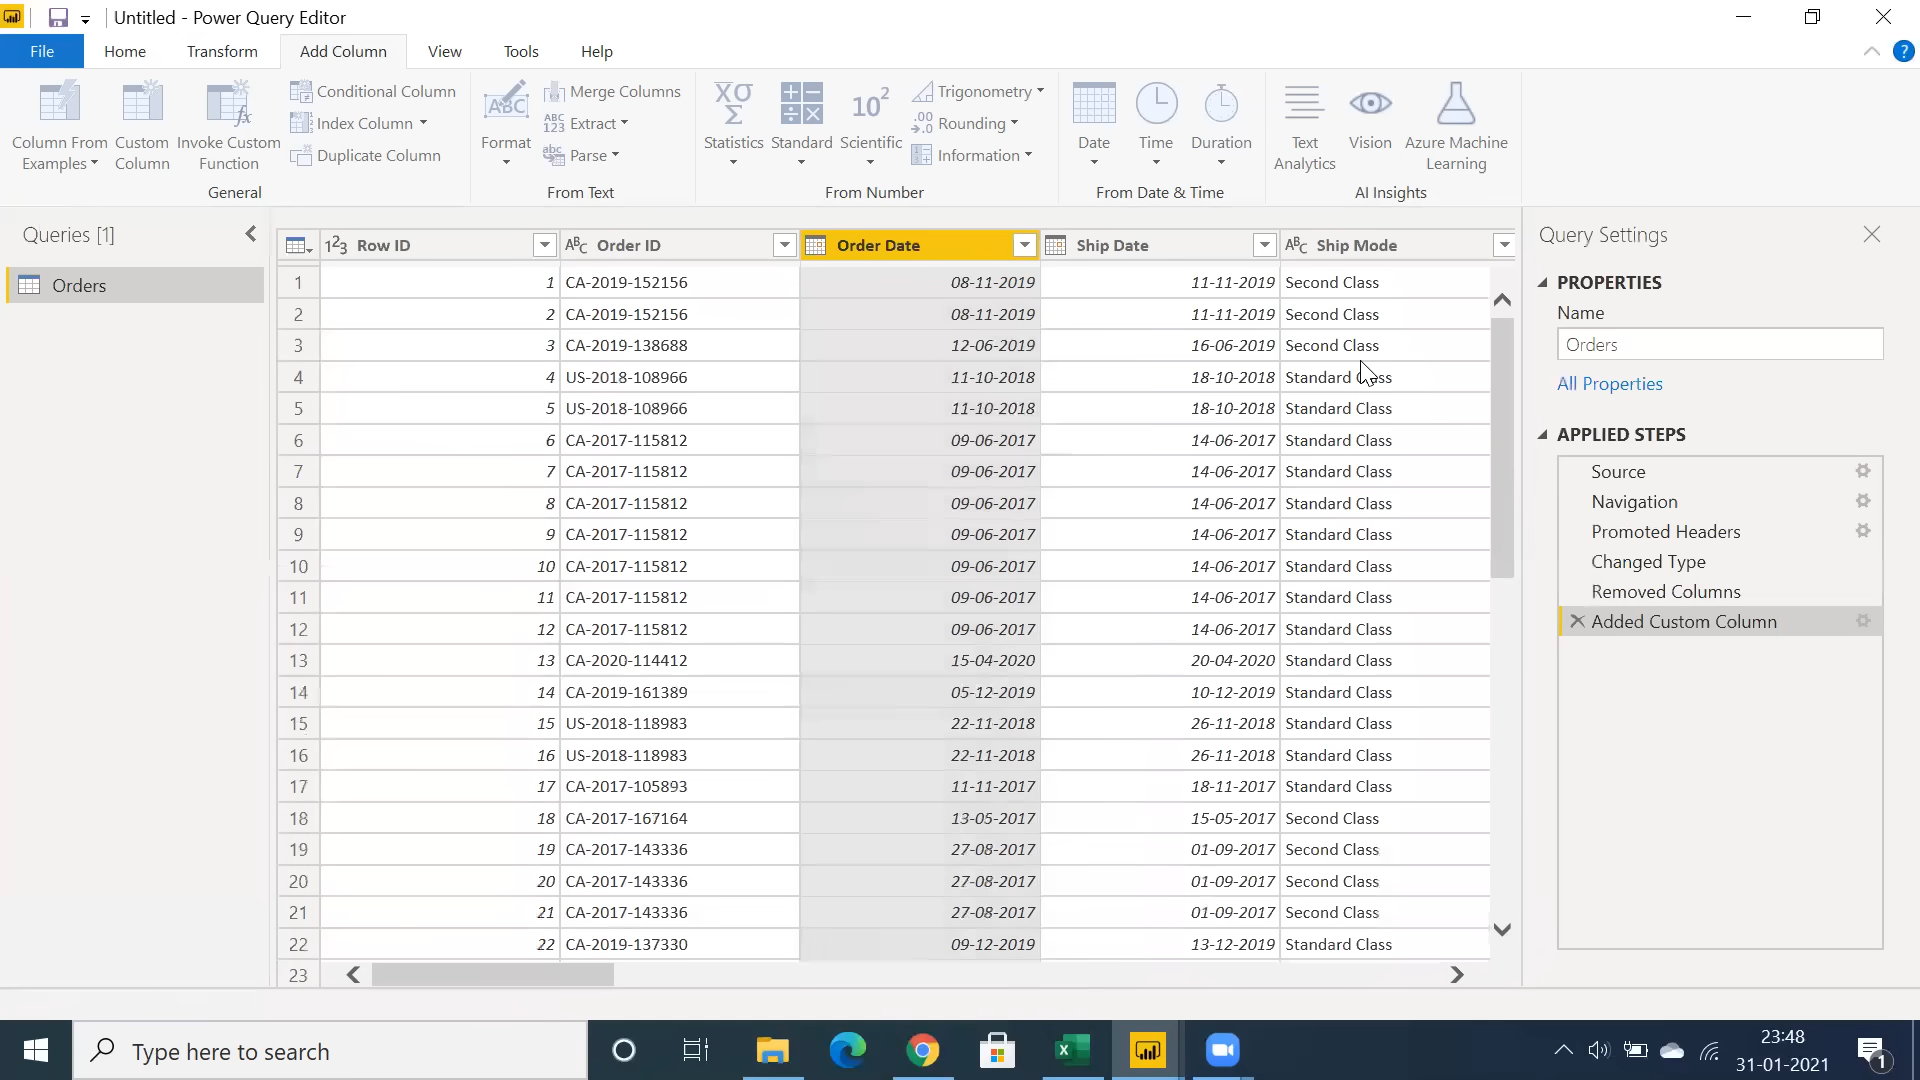 Untitled - Power Query Editor
File Home Transform Add Column View Tools Help
Column From Examples
Custom Column
Invoke Custom Function
Conditional Column
Index Column
Duplicate Column
General
ABC
Format
Merge Columns
ABC 123 Extract
abc Parse
From Text
XΟ Σ
Statistics
Standard
10²
Scientific
Trigonometry
.00 →.0 Rounding
Information
From Number
Date
Time
Duration
From Date & Time
Text Analytics
Vision
Azure Machine Learning
AI Insights
Queries [1]
Orders
1²3 Row ID ABC Order ID Order Date Ship Date ABC Ship Mode
1 1 CA-2019-152156 08-11-2019 11-11-2019 Second Class
2 2 CA-2019-152156 08-11-2019 11-11-2019 Second Class
3 3 CA-2019-138688 12-06-2019 16-06-2019 Second Class
4 4 US-2018-108966 11-10-2018 18-10-2018 Standard Class
5 5 US-2018-108966 11-10-2018 18-10-2018 Standard Class
6 6 CA-2017-115812 09-06-2017 14-06-2017 Standard Class
7 7 CA-2017-115812 09-06-2017 14-06-2017 Standard Class
8 8 CA-2017-115812 09-06-2017 14-06-2017 Standard Class
9 9 CA-2017-115812 09-06-2017 14-06-2017 Standard Class
10 10 CA-2017-115812 09-06-2017 14-06-2017 Standard Class
11 11 CA-2017-115812 09-06-2017 14-06-2017 Standard Class
12 12 CA-2017-115812 09-06-2017 14-06-2017 Standard Class
13 13 CA-2020-114412 15-04-2020 20-04-2020 Standard Class
14 14 CA-2019-161389 05-12-2019 10-12-2019 Standard Class
15 15 US-2018-118983 22-11-2018 26-11-2018 Standard Class
16 16 US-2018-118983 22-11-2018 26-11-2018 Standard Class
17 17 CA-2017-105893 11-11-2017 18-11-2017 Standard Class
18 18 CA-2017-167164 13-05-2017 15-05-2017 Second Class
19 19 CA-2017-143336 27-08-2017 01-09-2017 Second Class
20 20 CA-2017-143336 27-08-2017 01-09-2017 Second Class
21 21 CA-2017-143336 27-08-2017 01-09-2017 Second Class
22 22 CA-2019-137330 09-12-2019 13-12-2019 Standard Class
23
Query Settings
PROPERTIES
Name
Orders
All Properties
APPLIED STEPS
Source
Navigation
Promoted Headers
Changed Type
Removed Columns
Added Custom Column
Type here to search
23:48
31-01-2021
1